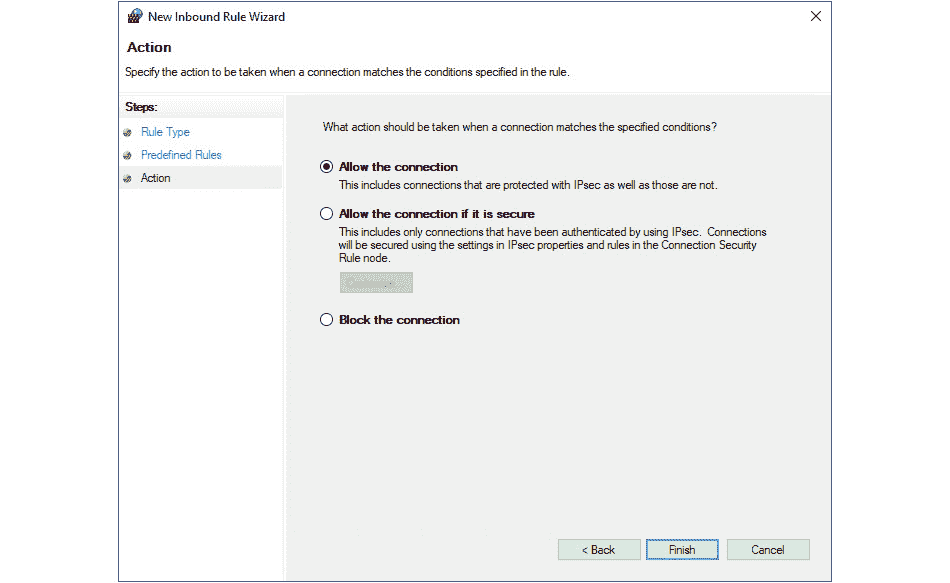 New Inbound Rule Wizard
Action
Specify the action to be taken when a connection matches the conditions specified in the rule.
Steps:
Rule Type
Predefined Rules
Action
What action should be taken when a connection matches the specified conditions?
Allow the connection
This includes connections that are protected with IPsec as well as those are not.
Allow the connection if it is secure
This includes only connections that have been authenticated by using IPsec. Connections
will be secured using the settings in IPsec properties and rules in the Connection Security
Rule node.
Block the connection
< Back
Finish
Cancel